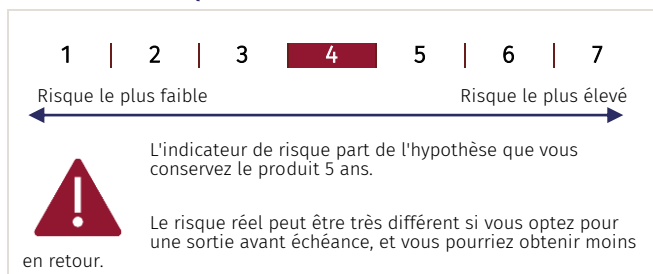 1 | 2 | 3 | 4 | 5 | 6 | 7
Risque le plus faible Risque le plus élevé
L'indicateur de risque part de l'hypothèse que vous
conservez le produit 5 ans.
Le risque réel peut être très différent si vous optez pour
une sortie avant échéance, et vous pourriez obtenir moins
en retour.